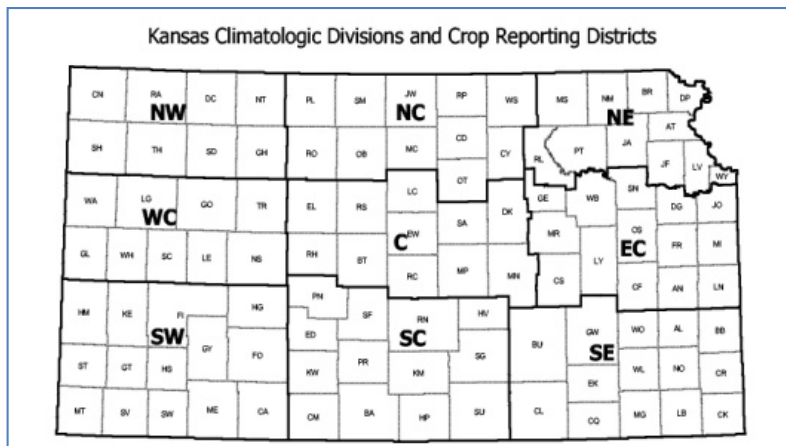 Kansas Climatologic Divisions and Crop Reporting Districts
CN RA DC NT PL SM JW RP WS MS NM BR DP
NW NC NE
SH TH SD GH RO OB MC CD CY RL PT JA AT
OT JF LV WY
WA LG GO TR EL RS LC SA DK GE WB SN DG JO
WC C EC
EW MR OS FR MI
GL WH SC LE NS RH BT RC MP MN CS LY CF AN LN
HM KE FI HG PN SF RN HV BU GW WO AL BB
SW SC SE
GY FO ED PR SG
ST GT HS KW KM EK WL NO CR
MT SV SW ME CA CM BA HP SU CL CQ MG LB CK